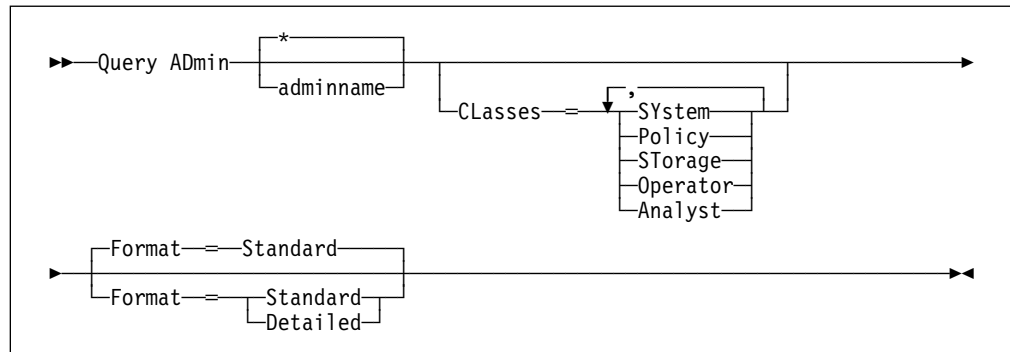 *
Query ADmin
adminname
,
CLasses = SYstem
Policy
STorage
Operator
Analyst
Format = Standard
Format = Standard
Detailed